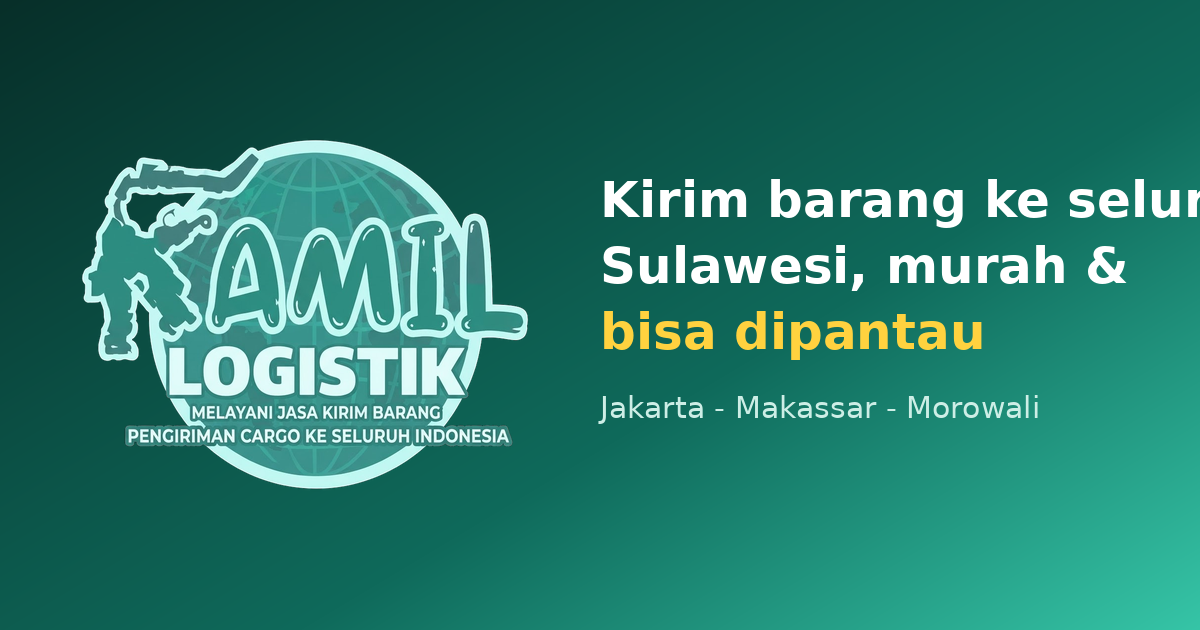 KAMIL
LOGISTIK
MELAYANI JASA KIRIM BARANG
PENGIRIMAN CARGO KE SELURUH INDONESIA
Kirim barang ke selur
Sulawesi, murah &
bisa dipantau
Jakarta - Makassar - Morowali